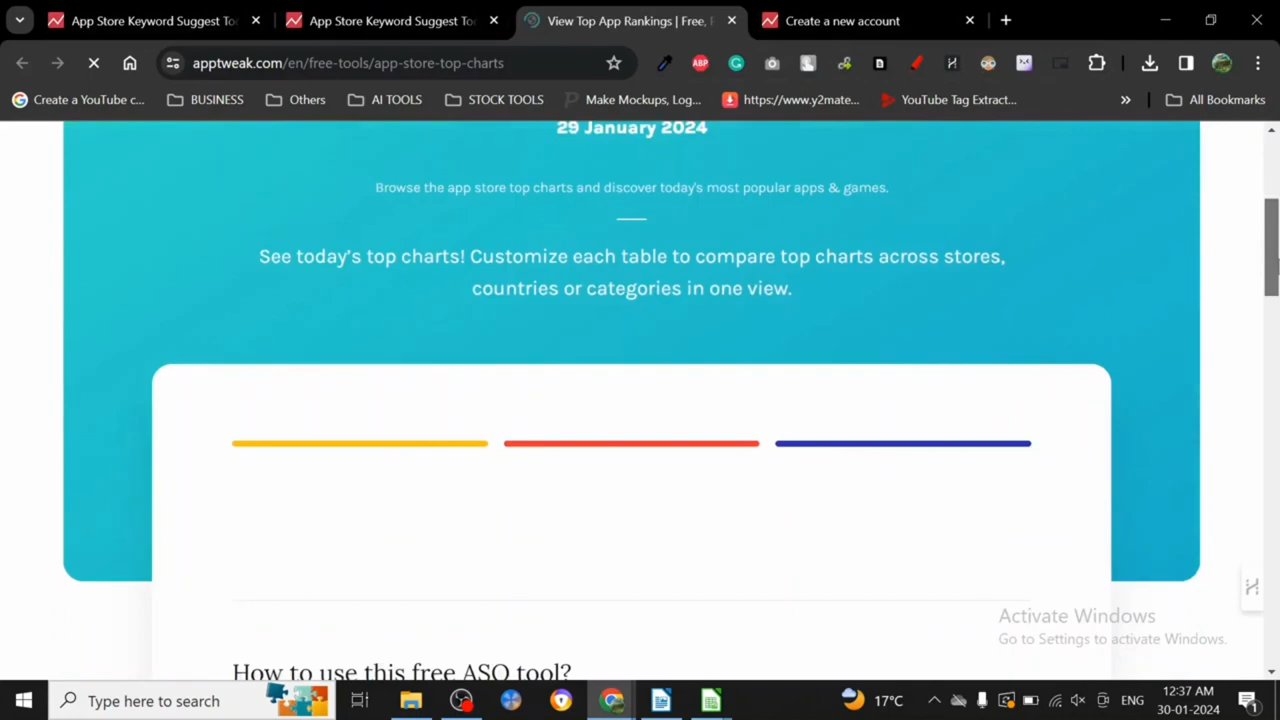 App Store Keyword Suggest To
App Store Keyword Suggest To
View Top App Rankings | Free,
Create a new account
apptweak.com/en/free-tools/app-store-top-charts
ABP
Create a YouTube c...
BUSINESS
Others
AI TOOLS
STOCK TOOLS
Make Mockups, Log...
https://www.y2mate...
YouTube Tag Extract...
All Bookmarks
29 January 2024
Browse the app store top charts and discover today's most popular apps & games.
See today's top charts! Customize each table to compare top charts across stores,
countries or categories in one view.
How to use this free ASO tool?
Activate Windows
Go to Settings to activate Windows.
Type here to search
17°C
ENG
12:37 AM
30-01-2024
1